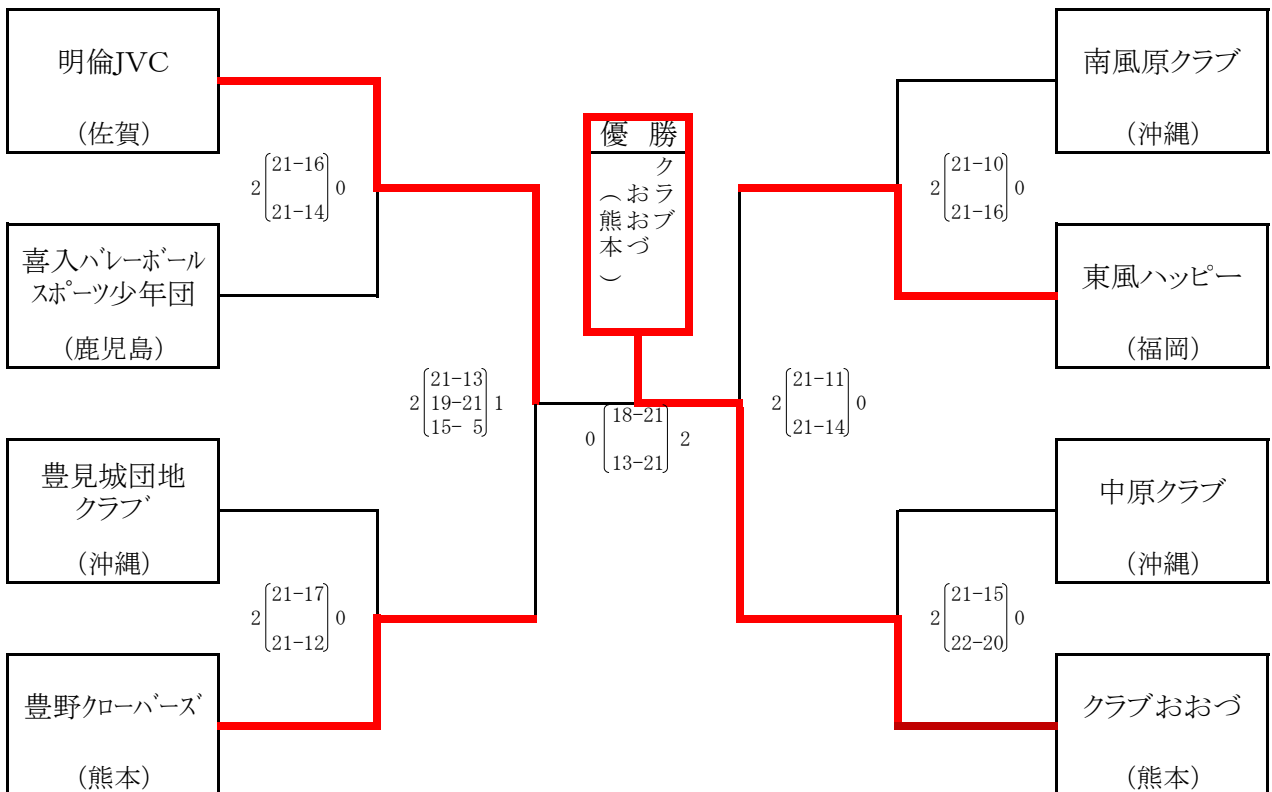 明倫JVC
(佐賀)
喜入バレーボール
スポーツ少年団
(鹿児島)
豊見城団地
クラブ
(沖縄)
豊野クローバーズ
(熊本)
2 21-16 0
21-14
2 21-17 0
21-12
21-13
2 19-21 1
15- 5
優 勝
クラブ
おおづ
(熊本)
18-21
0 2
13-21
21-11
2 0
21-14
2 21-10 0
21-16
2 21-15 0
22-20
南風原クラブ
(沖縄)
東風ハッピー
(福岡)
中原クラブ
(沖縄)
クラブおおづ
(熊本)